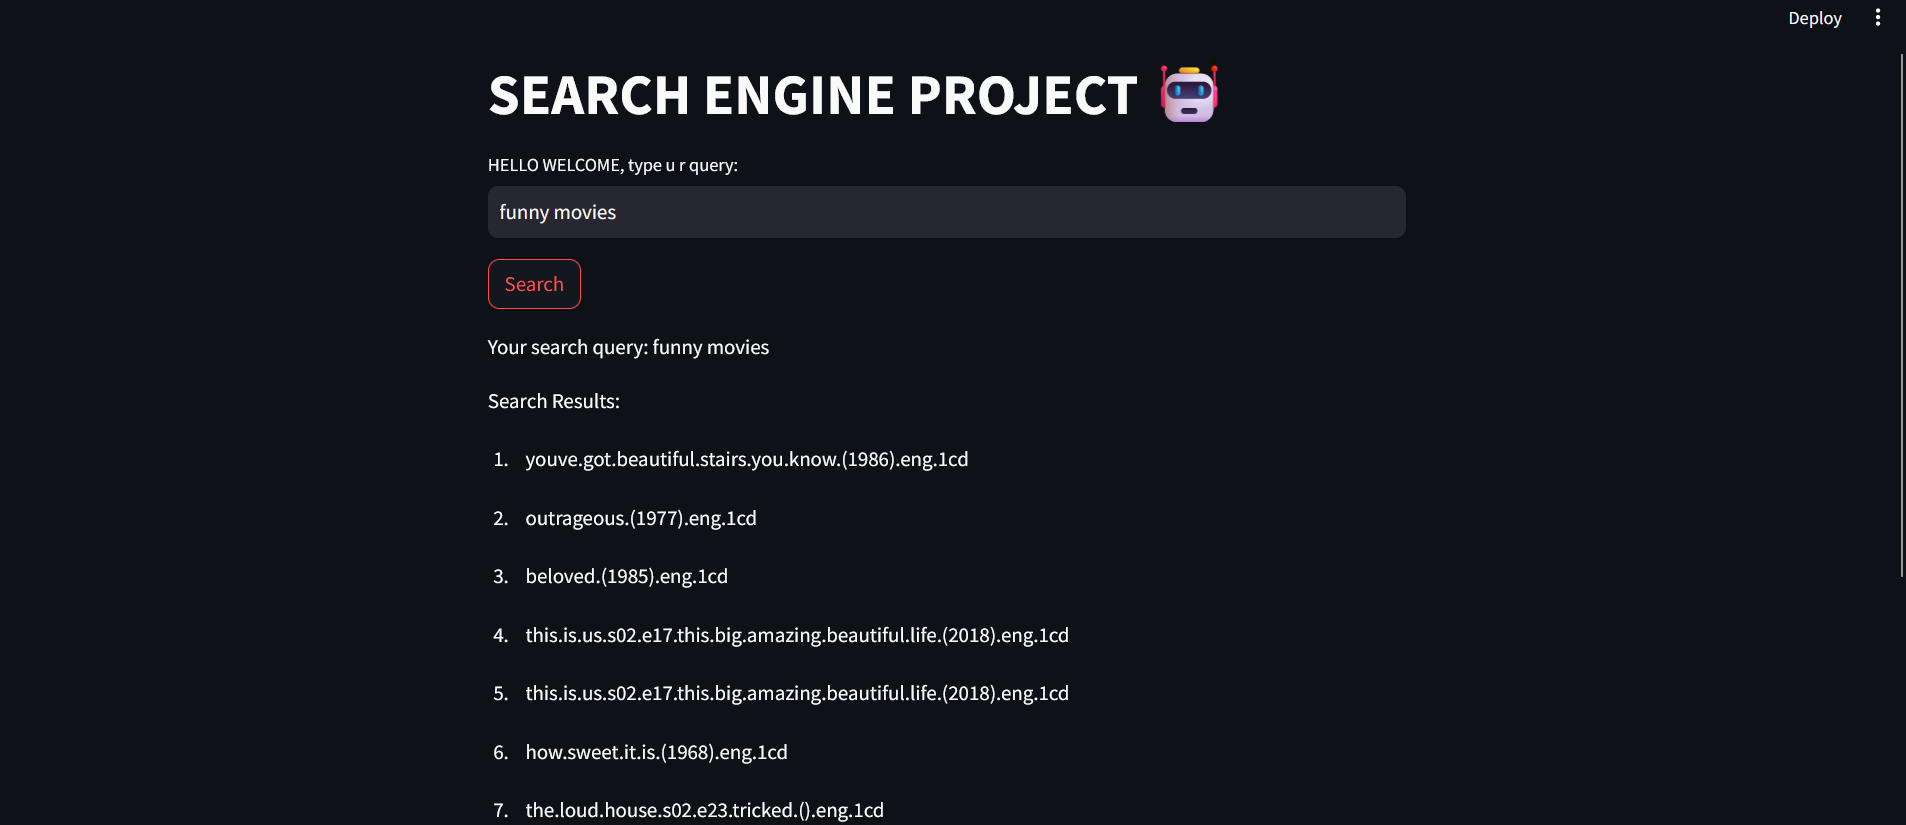 Deploy
SEARCH ENGINE PROJECT
HELLO WELCOME, type u r query:
funny movies
Search
Your search query: funny movies
Search Results:
1. youve.got.beautiful.stairs.you.know.(1986).eng.1cd
2. outrageous.(1977).eng.1cd
3. beloved.(1985).eng.1cd
4. this.is.us.s02.e17.this.big.amazing.beautiful.life.(2018).eng.1cd
5. this.is.us.s02.e17.this.big.amazing.beautiful.life.(2018).eng.1cd
6. how.sweet.it.is.(1968).eng.1cd
7. the.loud.house.s02.e23.tricked.().eng.1cd